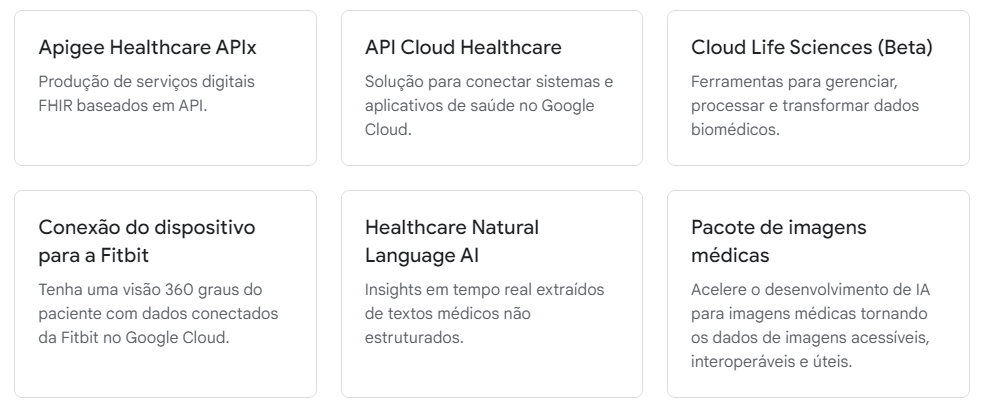 Apigee Healthcare APIx
Produção de serviços digitais
FHIR baseados em API.
API Cloud Healthcare
Solução para conectar sistemas e
aplicativos de saúde no Google
Cloud.
Cloud Life Sciences (Beta)
Ferramentas para gerenciar,
processar e transformar dados
biomédicos.
Conexão do dispositivo
para a Fitbit
Tenha uma visão 360 graus do
paciente com dados conectados
da Fitbit no Google Cloud.
Healthcare Natural
Language AI
Insights em tempo real extraídos
de textos médicos não
estruturados.
Pacote de imagens
médicas
Acelere o desenvolvimento de IA
para imagens médicas tornando
os dados de imagens acessíveis,
interoperáveis e úteis.